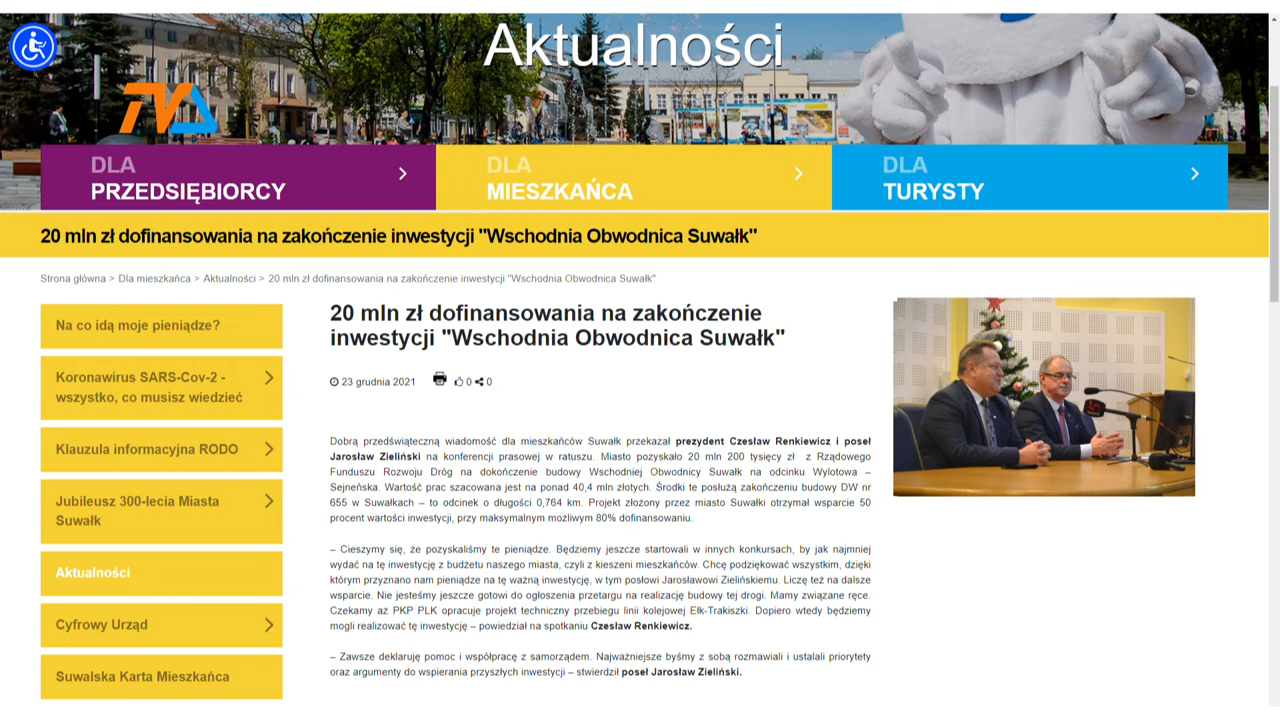 Aktualności
TVA
DLA
PRZEDSIĘBIORCY
DLA
MIESZKAŃCA
DLA
TURYSTY
20 mln zł dofinansowania na zakończenie inwestycji "Wschodnia Obwodnica Suwałk"
Strona główna > Dla mieszkańca > Aktualności > 20 mln zł dofinansowania na zakończenie inwestycji "Wschodnia Obwodnica Suwałk"
Na co idą moje pieniądze?
Koronawirus SARS-Cov-2 -
wszystko, co musisz wiedzieć
Klauzula informacyjna RODO
Jubileusz 300-lecia Miasta
Suwałk
Aktualności
Cyfrowy Urząd
Suwalska Karta Mieszkańca
20 mln zł dofinansowania na zakończenie
inwestycji "Wschodnia Obwodnica Suwałk"
23 grudnia 2021 0 0
Dobrą przedświąteczną wiadomość dla mieszkańców Suwałk przekazał prezydent Czesław Renkiewicz i poseł
Jarosław Zieliński na konferencji prasowej w ratuszu. Miasto pozyskało 20 mln 200 tysięcy zł z Rządowego
Funduszu Rozwoju Dróg na dokończenie budowy Wschodniej Obwodnicy Suwałk na odcinku Wylotowa –
Sejneńska. Wartość prac szacowana jest na ponad 40,4 mln złotych. Środki te posłużą zakończeniu budowy DW nr
655 w Suwałkach – to odcinek o długości 0,764 km. Projekt złożony przez miasto Suwałki otrzymał wsparcie 50
procent wartości inwestycji, przy maksymalnym możliwym 80% dofinansowaniu.
– Cieszymy się, że pozyskaliśmy te pieniądze. Będziemy jeszcze startowali w innych konkursach, by jak najmniej
wydać na tę inwestycję z budżetu naszego miasta, czyli z kieszeni mieszkańców. Chcę podziękować wszystkim, dzięki
którym przyznano nam pieniądze na tę ważną inwestycję, w tym posłowi Jarosławowi Zielińskiemu. Liczę też na dalsze
wsparcie. Nie jesteśmy jeszcze gotowi do ogłoszenia przetargu na realizację budowy tej drogi. Mamy związane ręce.
Czekamy aż PKP PLK opracuje projekt techniczny przebiegu linii kolejowej Ełk-Trakiszki. Dopiero wtedy będziemy
mogli realizować tę inwestycję – powiedział na spotkaniu Czesław Renkiewicz.
– Zawsze deklaruję pomoc i współpracę z samorządem. Najważniejsze byśmy z sobą rozmawiali i ustalali priorytety
oraz argumenty do wspierania przyszłych inwestycji – stwierdził poseł Jarosław Zieliński.